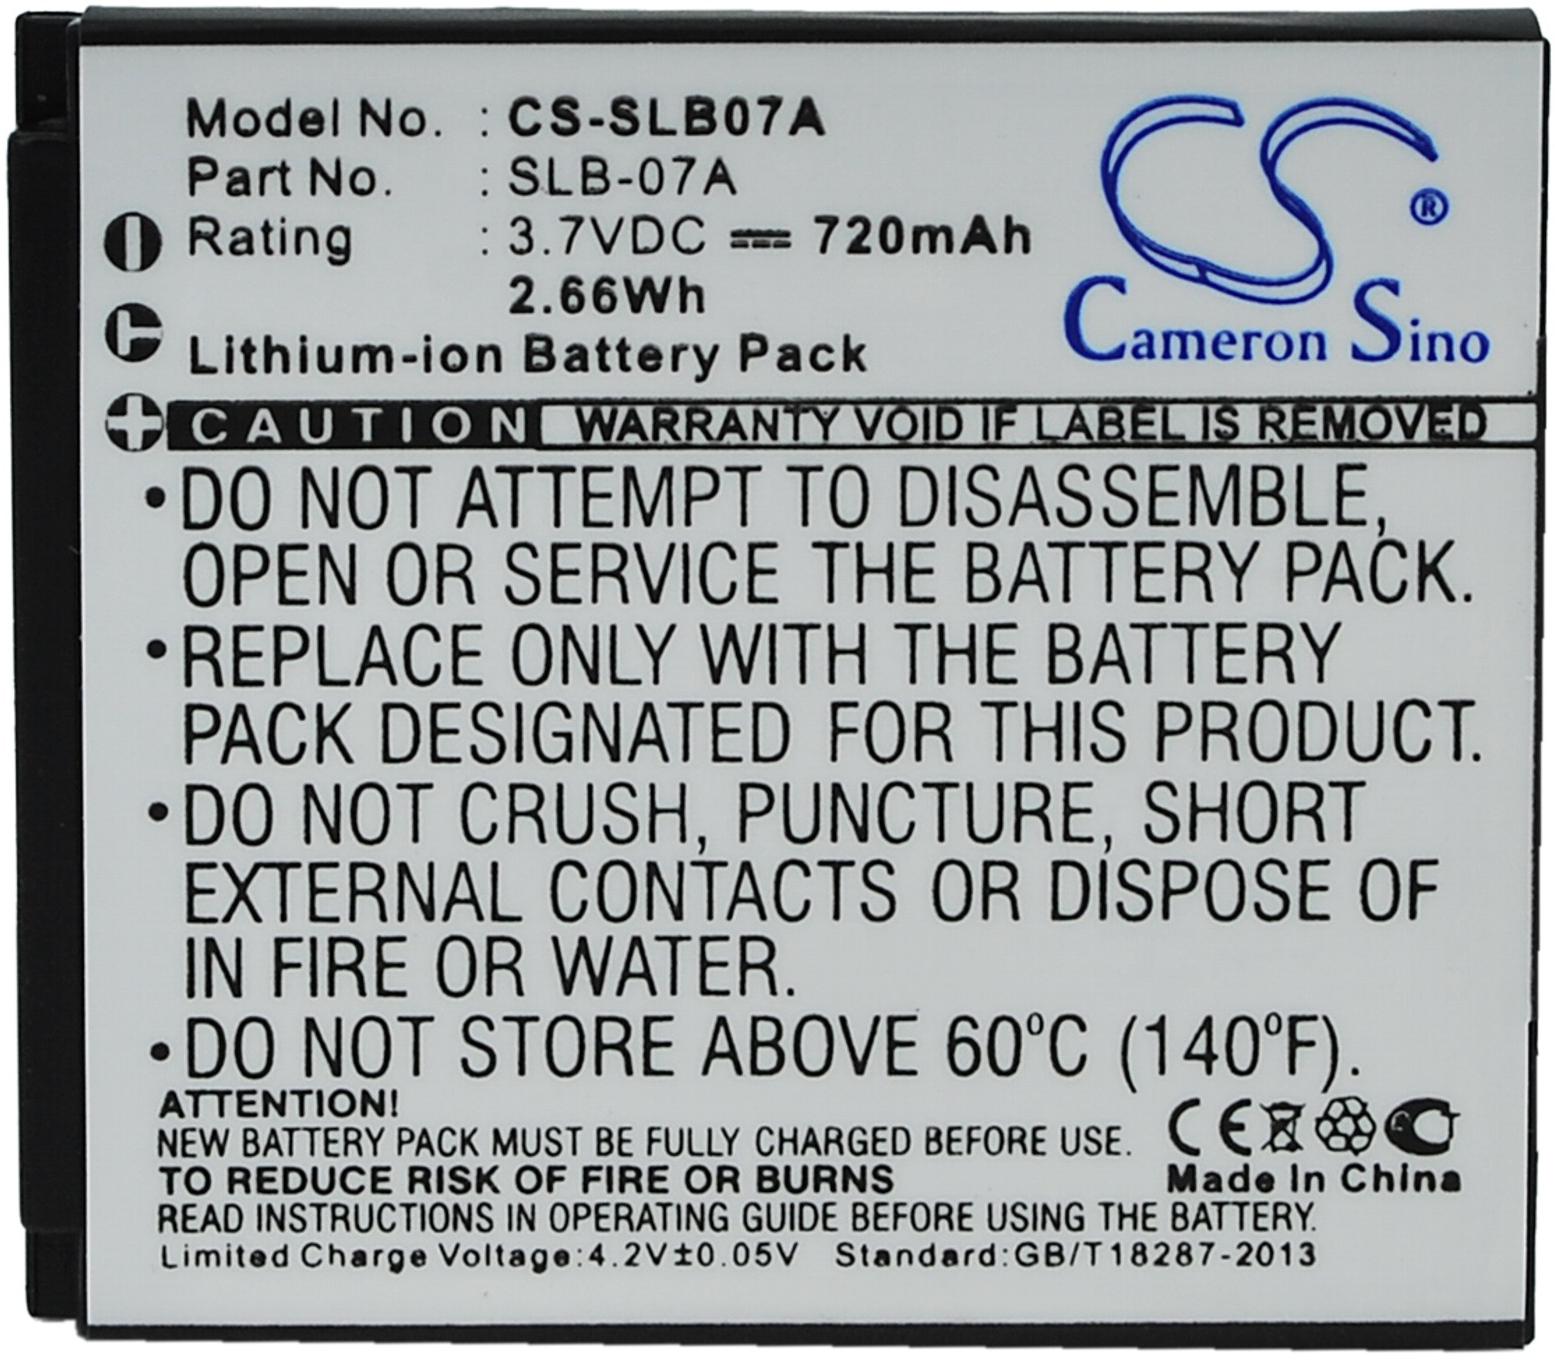 Model No. : CS-SLB07A
Part No. : SLB-07A
Rating : 3.7VDC ⎓ 720mAh
2.66Wh
Lithium-ion Battery Pack
CS ®
Cameron Sino
CAUTION WARRANTY VOID IF LABEL IS REMOVED
•DO NOT ATTEMPT TO DISASSEMBLE,
OPEN OR SERVICE THE BATTERY PACK.
•REPLACE ONLY WITH THE BATTERY
PACK DESIGNATED FOR THIS PRODUCT.
•DO NOT CRUSH, PUNCTURE, SHORT
EXTERNAL CONTACTS OR DISPOSE OF
IN FIRE OR WATER.
•DO NOT STORE ABOVE 60ºC (140ºF).
ATTENTION!
NEW BATTERY PACK MUST BE FULLY CHARGED BEFORE USE.
TO REDUCE RISK OF FIRE OR BURNS
READ INSTRUCTIONS IN OPERATING GUIDE BEFORE USING THE BATTERY.
Limited Charge Voltage:4.2V±0.05V Standard:GB/T18287-2013
CE
Made In China